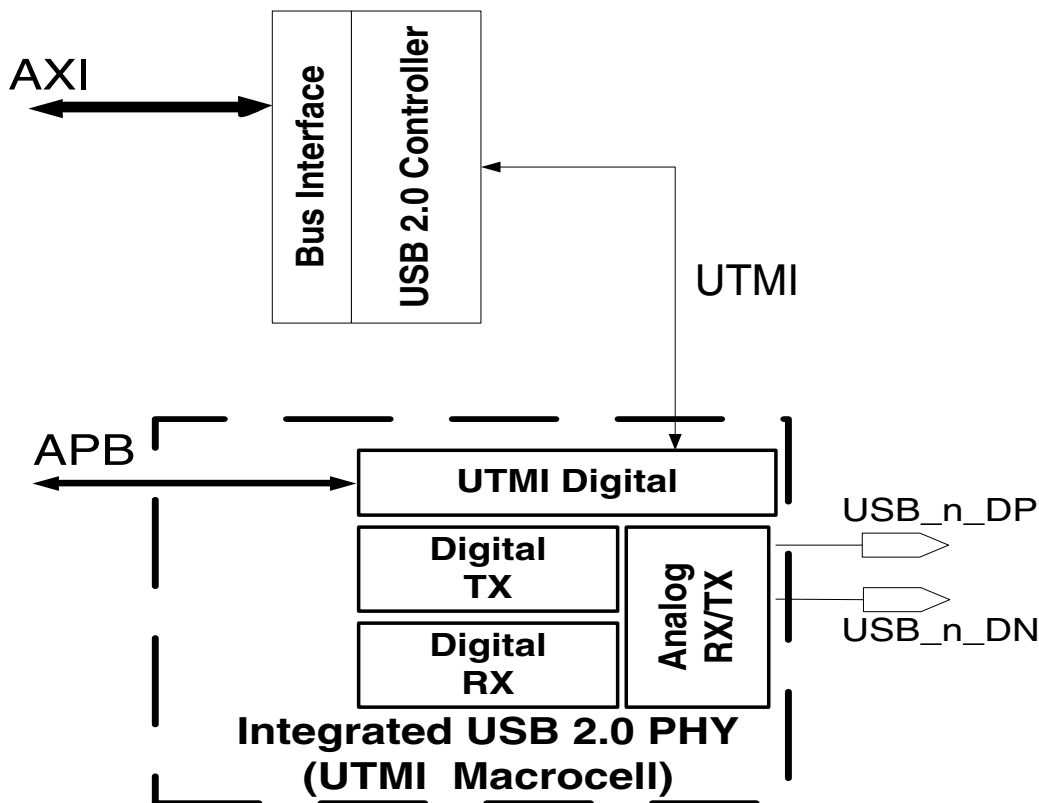 AXI
Bus Interface
USB 2.0 Controller
UTMI
APB
UTMI Digital
USB_n_DP
Digital
TX
Analog
RX/TX
USB_n_DN
Digital
RX
Integrated USB 2.0 PHY
(UTMI Macrocell)